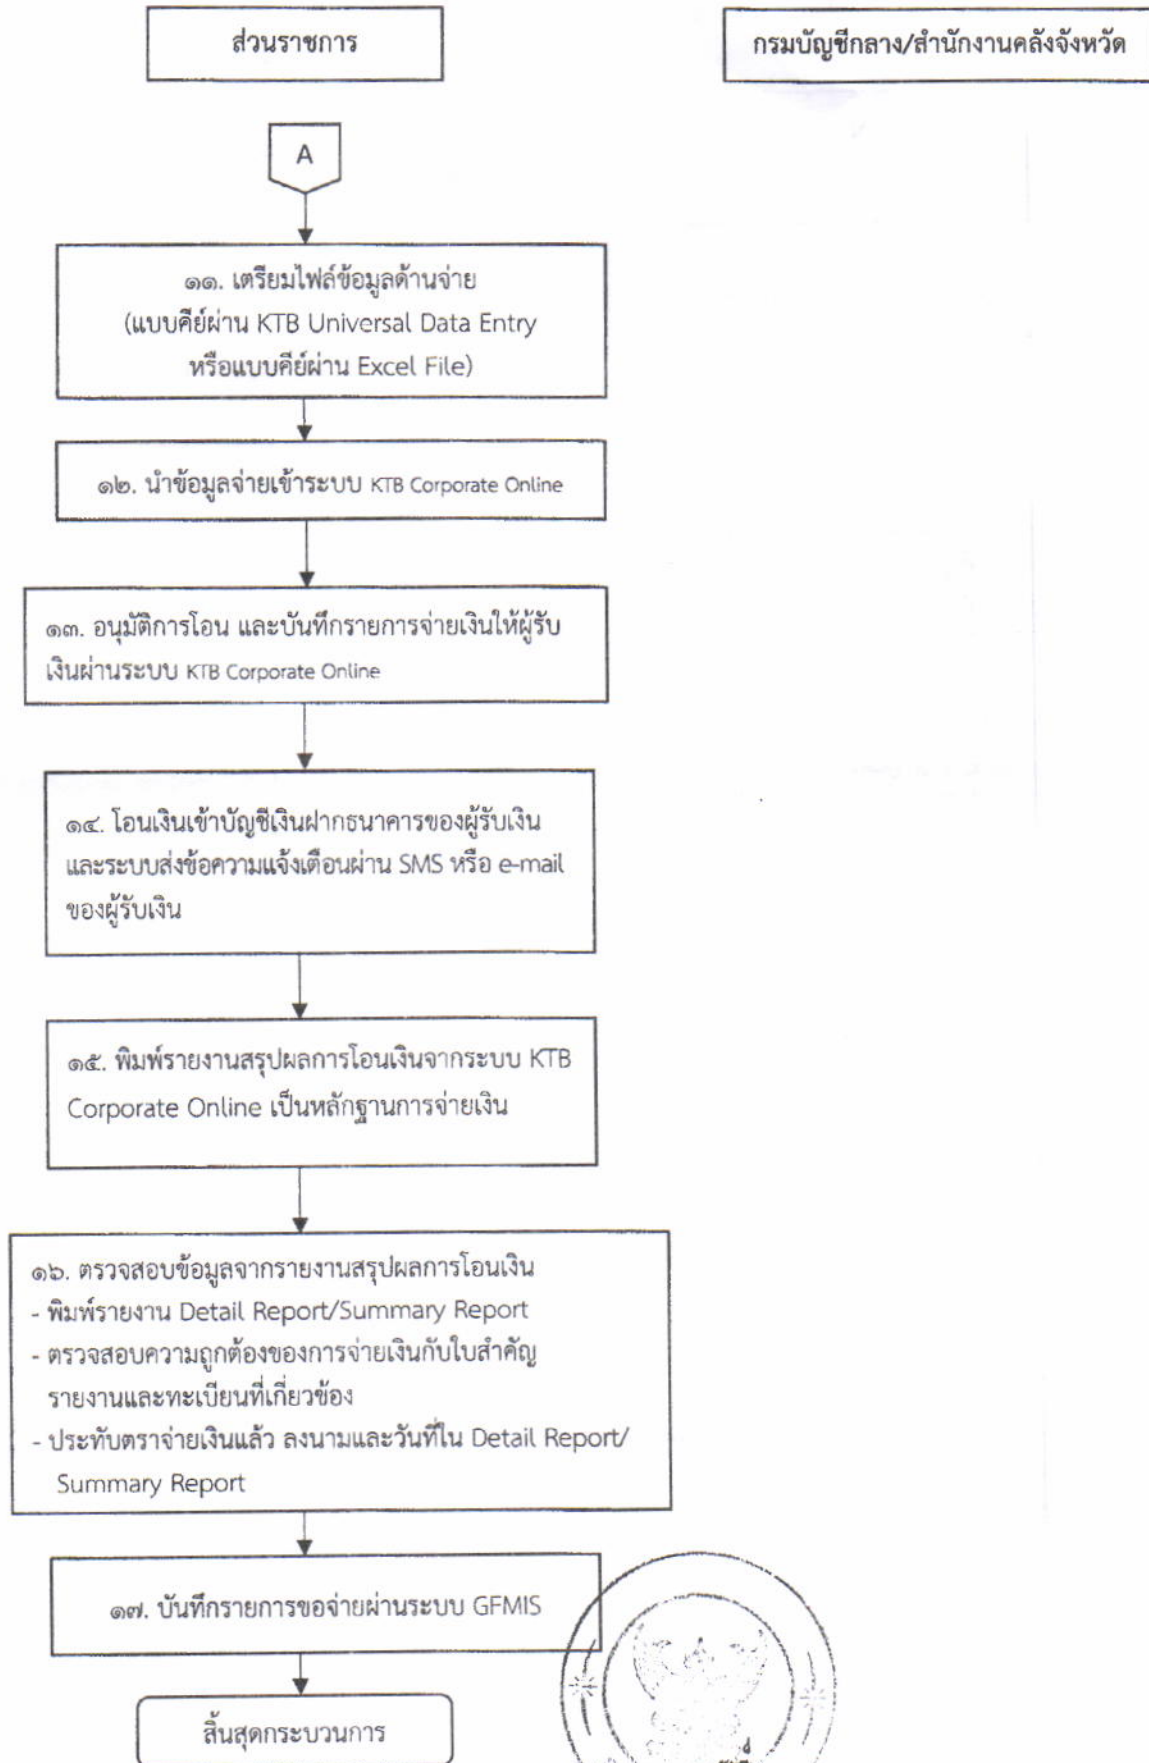 ส่วนราชการ
กรมบัญชีกลาง/สำนักงานคลังจังหวัด
A
๑๑. เตรียมไฟล์ข้อมูลด้านจ่าย
(แบบคีย์ผ่าน KTB Universal Data Entry
หรือแบบคีย์ผ่าน Excel File)
๑๒. นำข้อมูลจ่ายเข้าระบบ KTB Corporate Online
๑๓. อนุมัติการโอน และบันทึกรายการจ่ายเงินให้ผู้รับ
เงินผ่านระบบ KTB Corporate Online
๑๔. โอนเงินเข้าบัญชีเงินฝากธนาคารของผู้รับเงิน
และระบบส่งข้อความแจ้งเตือนผ่าน SMS หรือ e-mail
ของผู้รับเงิน
๑๕. พิมพ์รายงานสรุปผลการโอนเงินจากระบบ KTB
Corporate Online เป็นหลักฐานการจ่ายเงิน
๑๖. ตรวจสอบข้อมูลจากรายงานสรุปผลการโอนเงิน
- พิมพ์รายงาน Detail Report/Summary Report
- ตรวจสอบความถูกต้องของการจ่ายเงินกับใบสำคัญ
รายงานและทะเบียนที่เกี่ยวข้อง
- ประทับตราจ่ายเงินแล้ว ลงนามและวันที่ใน Detail Report/
Summary Report
๑๗. บันทึกรายการขอจ่ายผ่านระบบ GFMIS
สิ้นสุดกระบวนการ